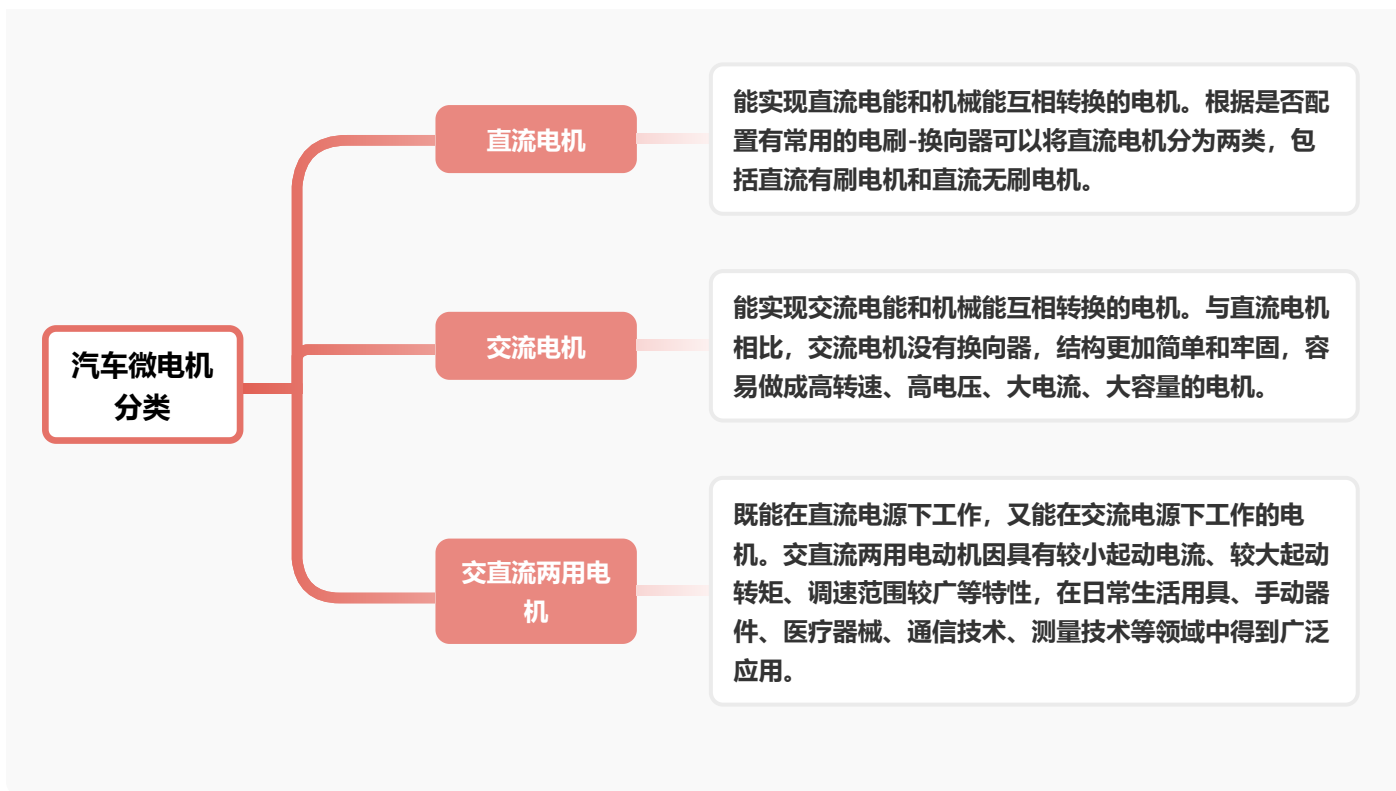 汽车微电机
分类
直流电机
能实现直流电能和机械能互相转换的电机。根据是否配
置有常用的电刷-换向器可以将直流电机分为两类，包
括直流有刷电机和直流无刷电机。
交流电机
能实现交流电能和机械能互相转换的电机。与直流电机
相比，交流电机没有换向器，结构更加简单和牢固，容
易做成高转速、高电压、大电流、大容量的电机。
交直流两用电
机
既能在直流电源下工作，又能在交流电源下工作的电
机。交直流两用电动机因具有较小起动电流、较大起动
转矩、调速范围较广等特性，在日常生活用具、手动器
件、医疗器械、通信技术、测量技术等领域中得到广泛
应用。